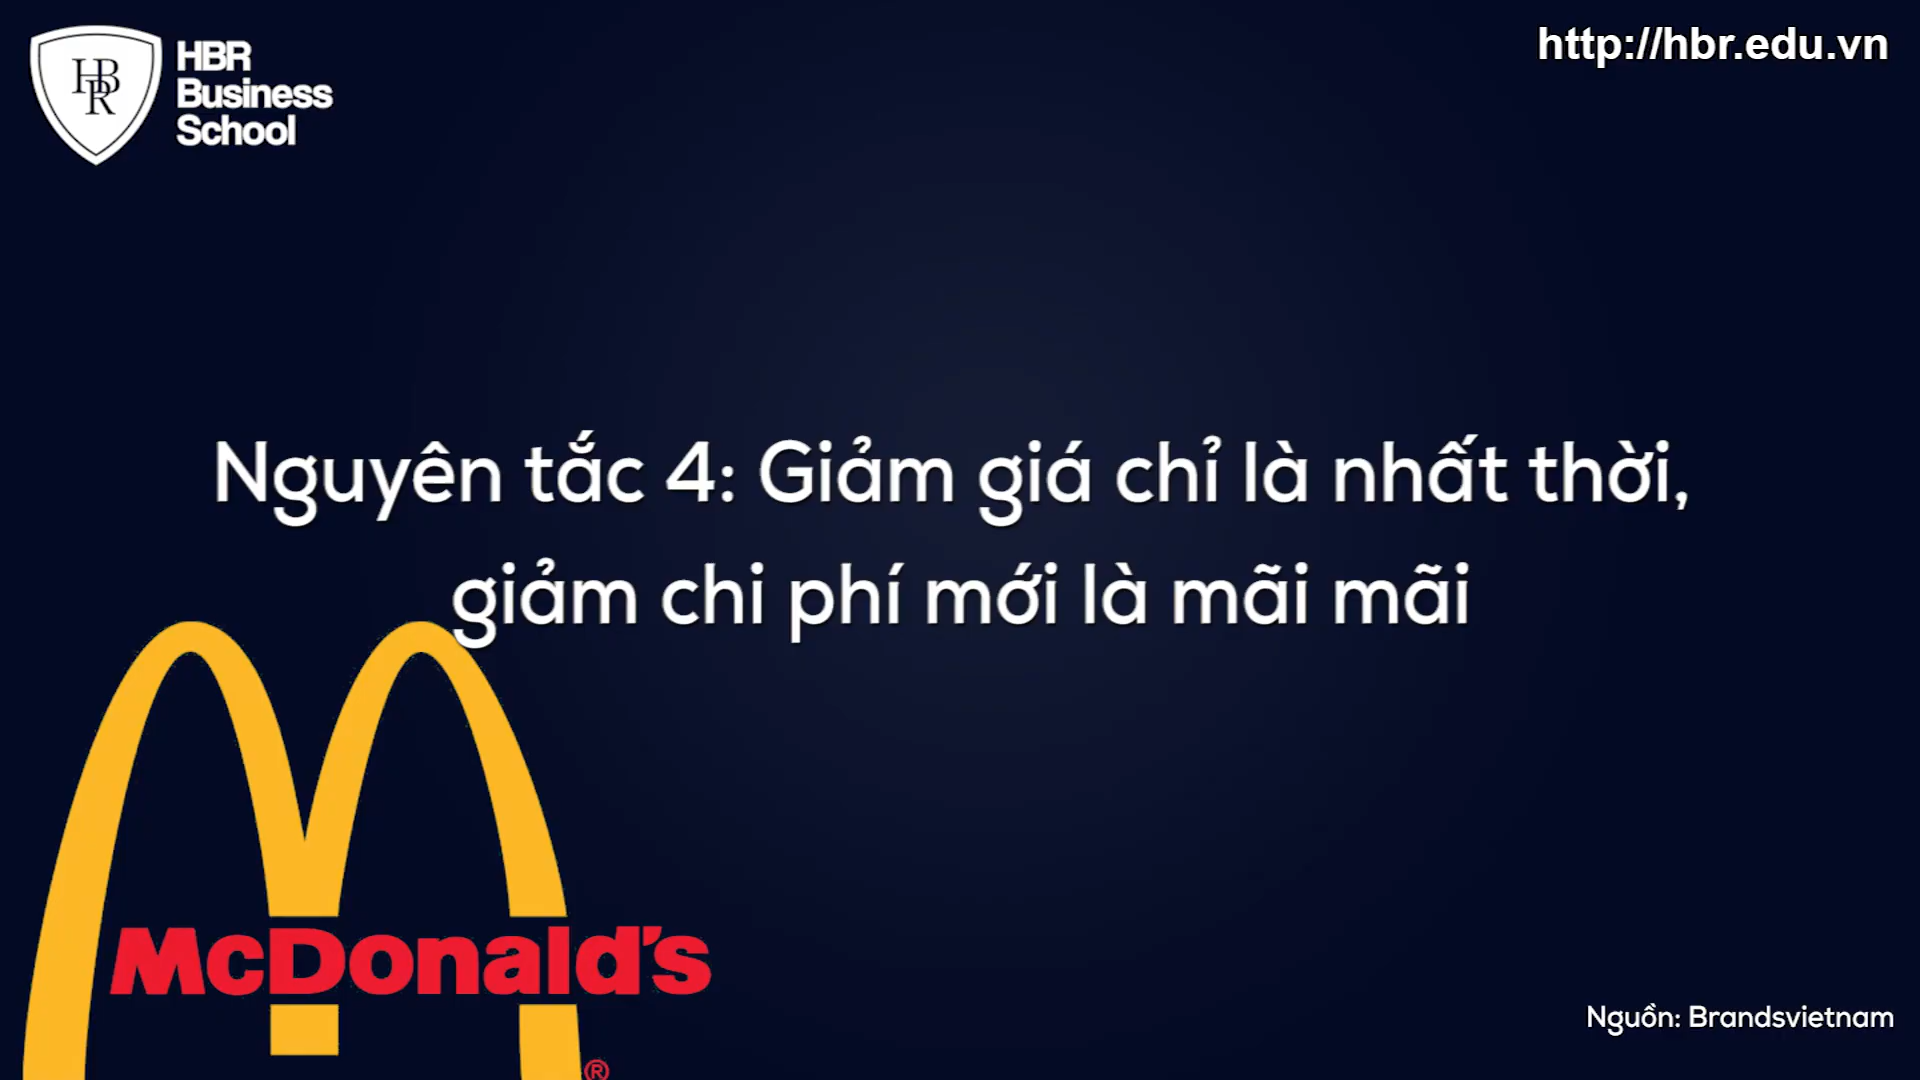 HBR
Business
School
HBR
http://hbr.edu.vn
Nguyên tắc 4: Giảm giá chỉ là nhất thời,
giảm chi phí mới là mãi mãi
McDonald's
®
Nguồn: Brandsvietnam